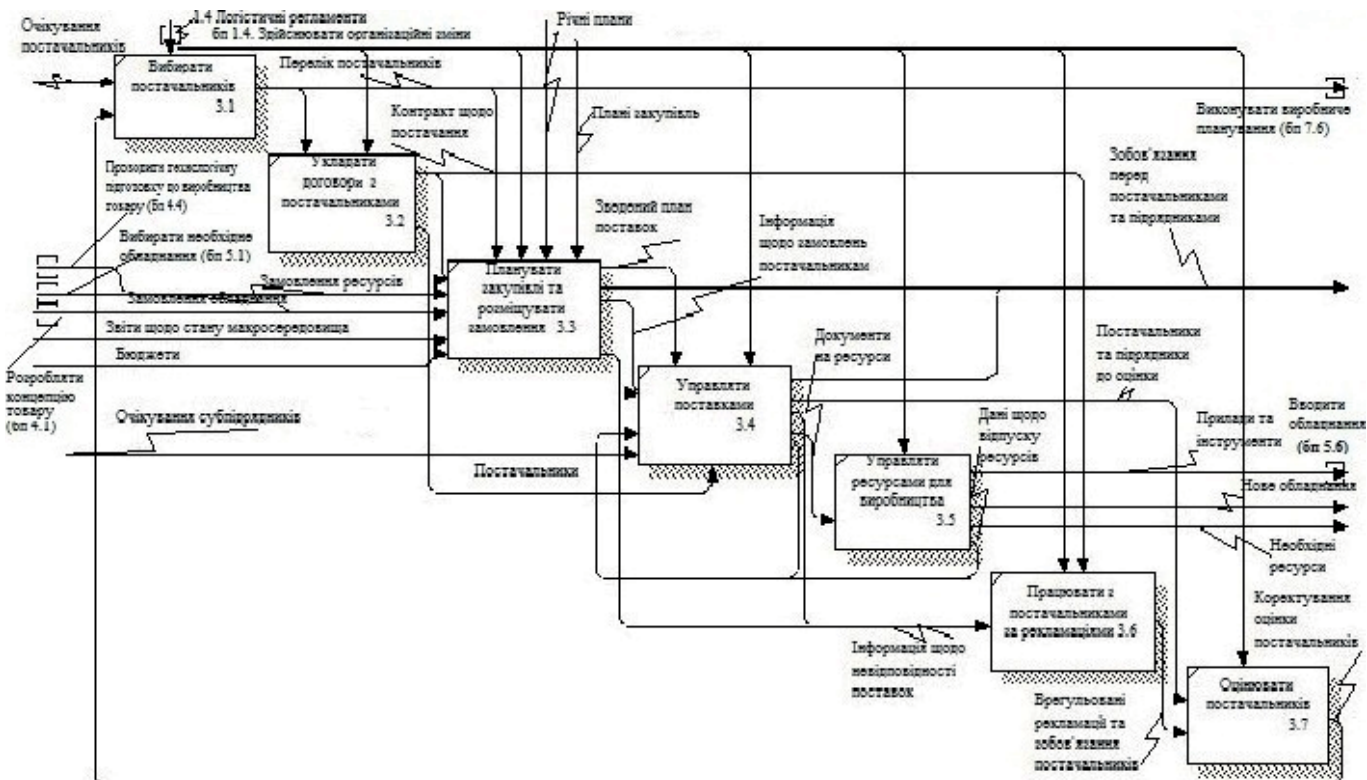 Очікування
постачальників
1.4 Логістичні регламенти
бп 1.4. Здійснювати організаційні зміни
Річні плани
Вибирати
постачальників
3.1
Перелік постачальників
Контракт щодо
постачання
Плані закупівль
Виконувати виробниче
планування (бп 7.6)
Проходити технологічну
підготовку до виробництва
товару (бп 4.4)
Укладати
договори з
постачальниками
3.2
Зобов'язання
перед
постачальниками
та підрядниками
Вибирати необхідне
обладнання (бп 5.1)
Зведений план
поставок
Інформація
щодо замовлень
постачальникам
Замовлення ресурсів
Замовлення обладнання
Звіти щодо стану макросередовища
Бюджети
Планувати
закупівлі та
розміщувати
замовлення 3.3
Документи
на ресурси
Постачальники
та підрядники
до оцінки
Розробляти
концепцію
товару
(бп 4.1)
Очікування субпідрядників
Управляти
поставками
3.4
Дані щодо
відпуску
ресурсів
Прилади та
інструменти
Вводити
обладнання
(бп 5.6)
Постачальники
Управляти
ресурсами для
виробництва
3.5
Нове обладнання
Необхідні
ресурси
Працювати з
постачальниками
за рекламаціями 3.6
Коректування
оцінки
постачальників
Інформація щодо
невідповідності
поставок
Врегульовані
рекламації та
зобов'язання
постачальників
Оцінювати
постачальників
3.7